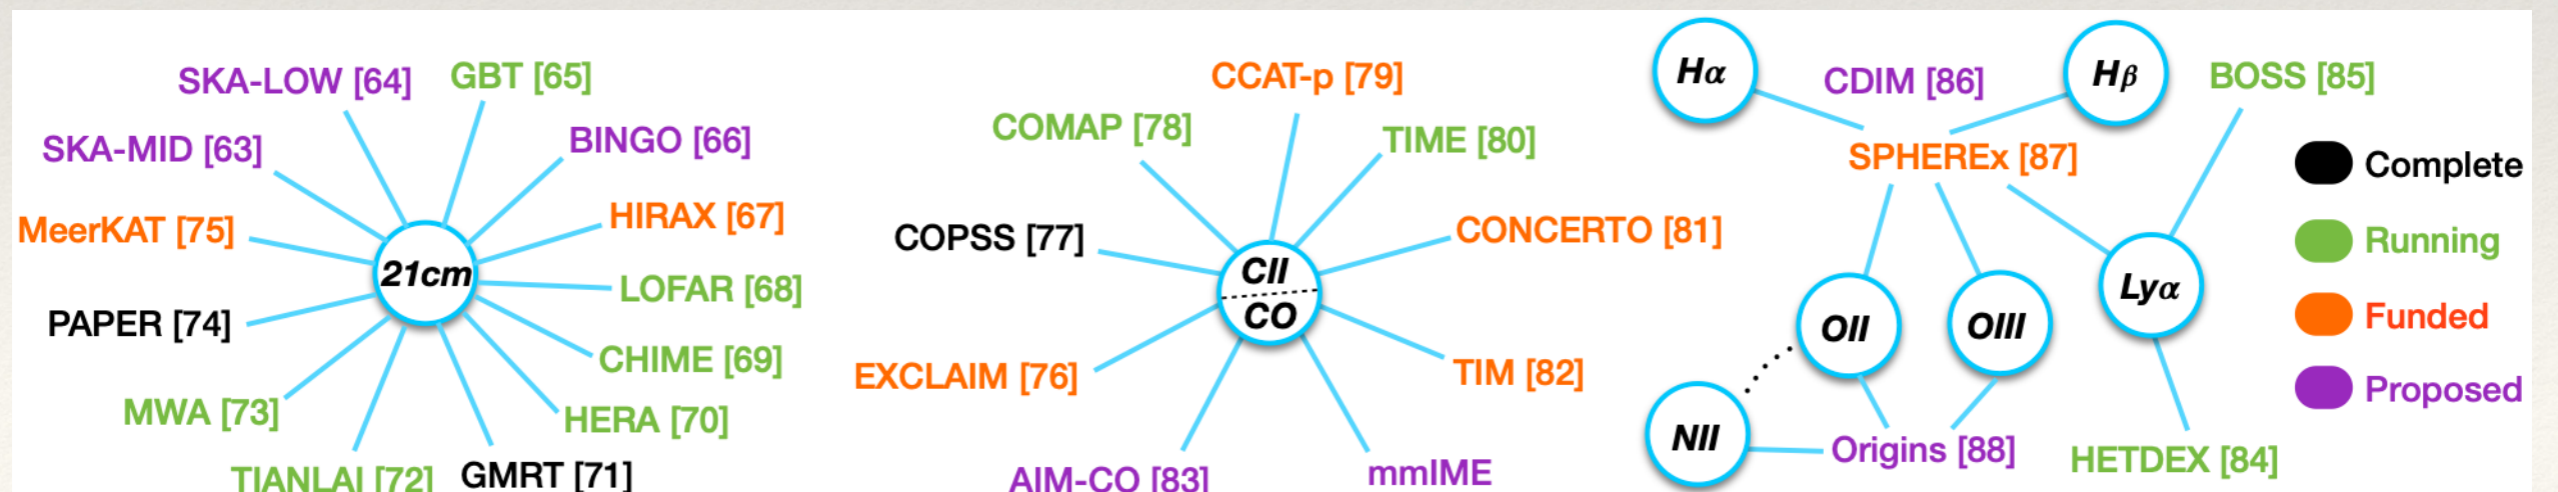 SKA-LOW [64]
GBT [65]
SKA-MID [63]
BINGO [66]
MeerKAT [75]
HIRAX [67]
21cm
LOFAR [68]
PAPER [74]
CHIME [69]
MWA [73]
HERA [70]
TIANLAI [72]
GMRT [71]
CCAT-p [79]
COMAP [78]
TIME [80]
COPSS [77]
CONCERTO [81]
CII
CO
EXCLAIM [76]
TIM [82]
AIM-CO [83]
mmIME
Hα
CDIM [86]
Hβ
BOSS [85]
SPHEREx [87]
OII
OIII
Lyα
NII
Origins [88]
HETDEX [84]
Complete
Running
Funded
Proposed